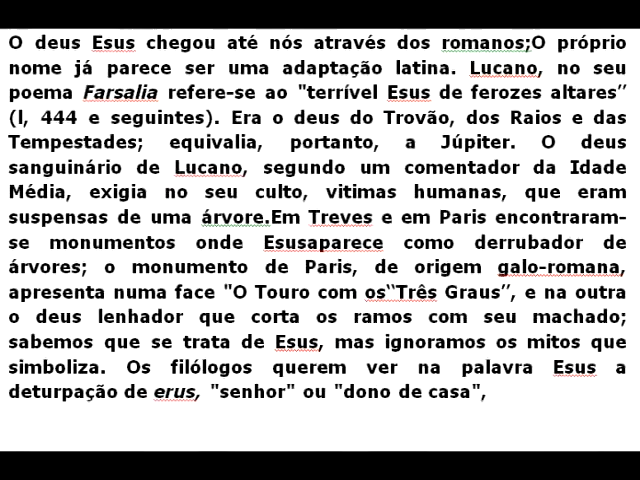 O deus Esus chegou até nós através dos romanos;O próprio
nome já parece ser uma adaptação latina. Lucano, no seu
poema Farsalia refere-se ao "terrível Esus de ferozes altares”
(l, 444 e seguintes). Era o deus do Trovão, dos Raios e das
Tempestades; equivalia, portanto, a Júpiter. O deus
sanguinário de Lucano, segundo um comentador da Idade
Média, exigia no seu culto, vitimas humanas, que eram
suspensas de uma árvore.Em Treves e em Paris encontraram-
se monumentos onde Esusaparece como derrubador de
árvores; o monumento de Paris, de origem galo-romana,
apresenta numa face "O Touro com os“Três Graus”, e na outra
o deus lenhador que corta os ramos com seu machado;
sabemos que se trata de Esus, mas ignoramos os mitos que
simboliza. Os filólogos querem ver na palavra Esus a
deturpação de erus, "senhor" ou "dono de casa",